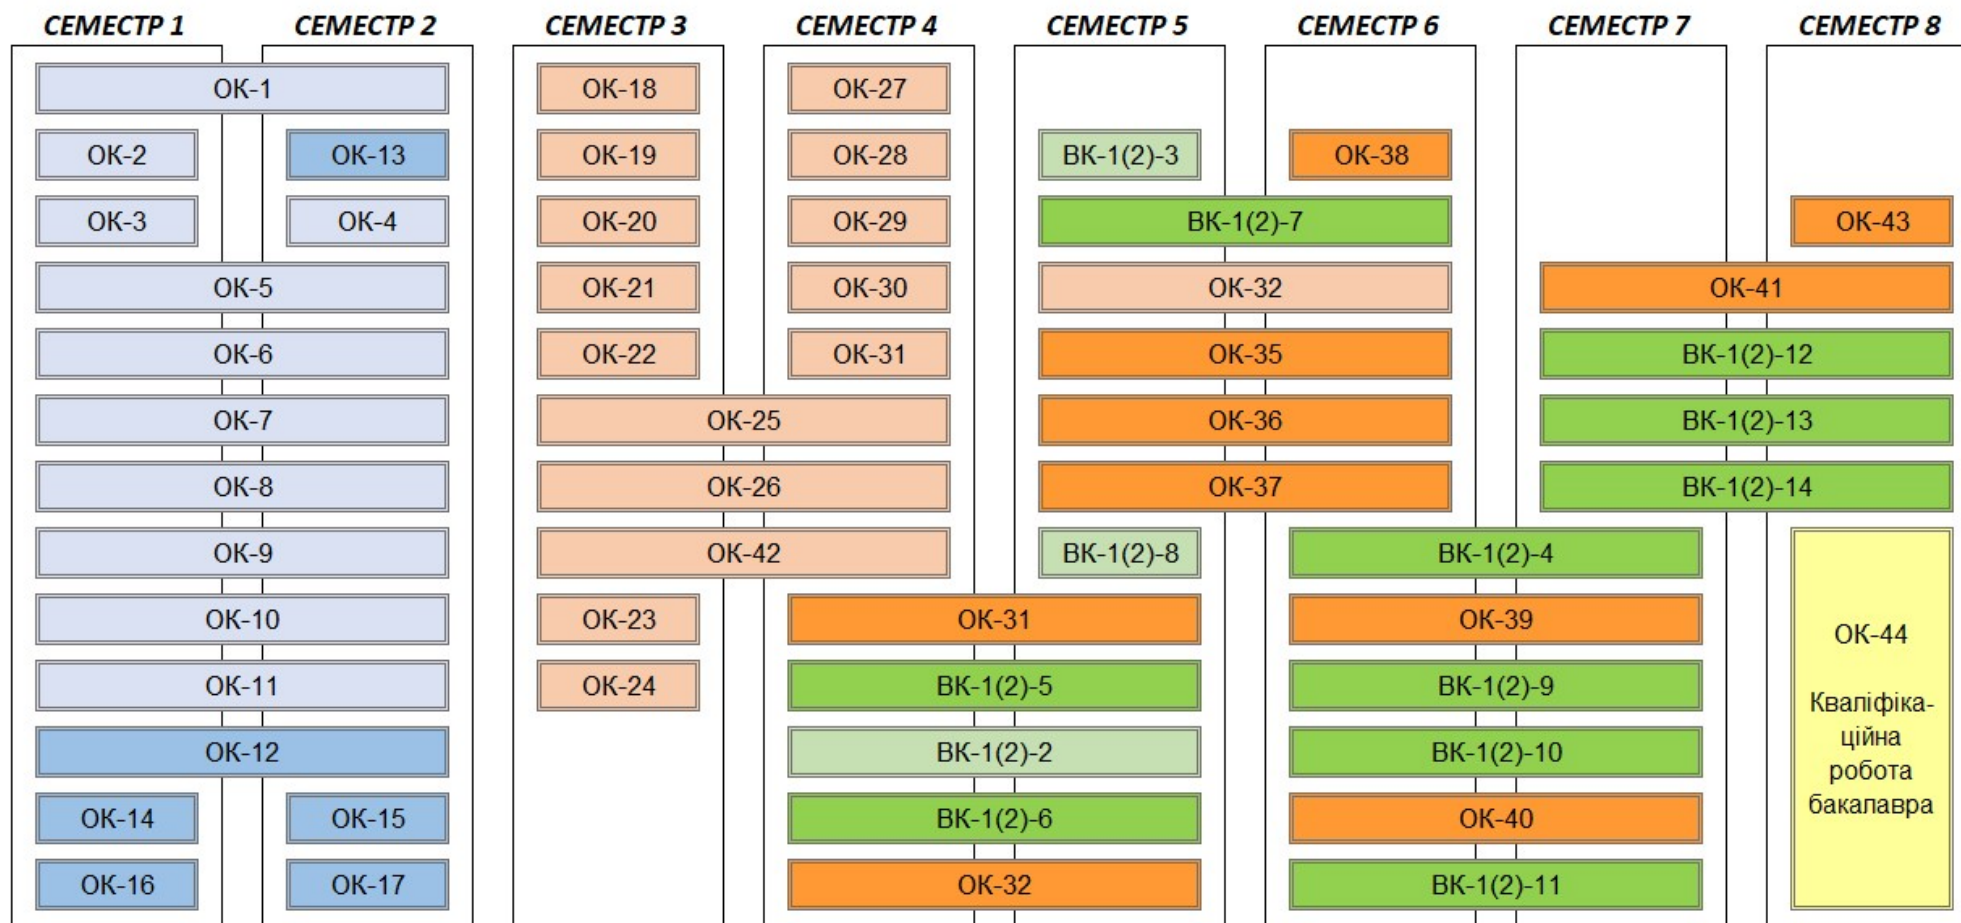 СЕМЕСТР 1 СЕМЕСТР 2 СЕМЕСТР 3 СЕМЕСТР 4 СЕМЕСТР 5 СЕМЕСТР 6 СЕМЕСТР 7 СЕМЕСТР 8
ОК-1 ОК-18 ОК-27
ОК-2 ОК-13 ОК-19 ОК-28 ВК-1(2)-3 ОК-38
ОК-3 ОК-4 ОК-20 ОК-29 ВК-1(2)-7 ОК-43
ОК-5 ОК-21 ОК-30 ОК-32 ОК-41
ОК-6 ОК-22 ОК-31 ОК-35 ВК-1(2)-12
ОК-7 ОК-25 ОК-36 ВК-1(2)-13
ОК-8 ОК-26 ОК-37 ВК-1(2)-14
ОК-9 ОК-42 ВК-1(2)-8 ВК-1(2)-4
ОК-10 ОК-23 ОК-31 ОК-39
ОК-11 ОК-24 ВК-1(2)-5 ВК-1(2)-9
ОК-12 ВК-1(2)-2 ВК-1(2)-10
ОК-14 ОК-15 ВК-1(2)-6 ОК-40
ОК-16 ОК-17 ОК-32 ВК-1(2)-11
ОК-44
Кваліфіка-
ційна
робота
бакалавра